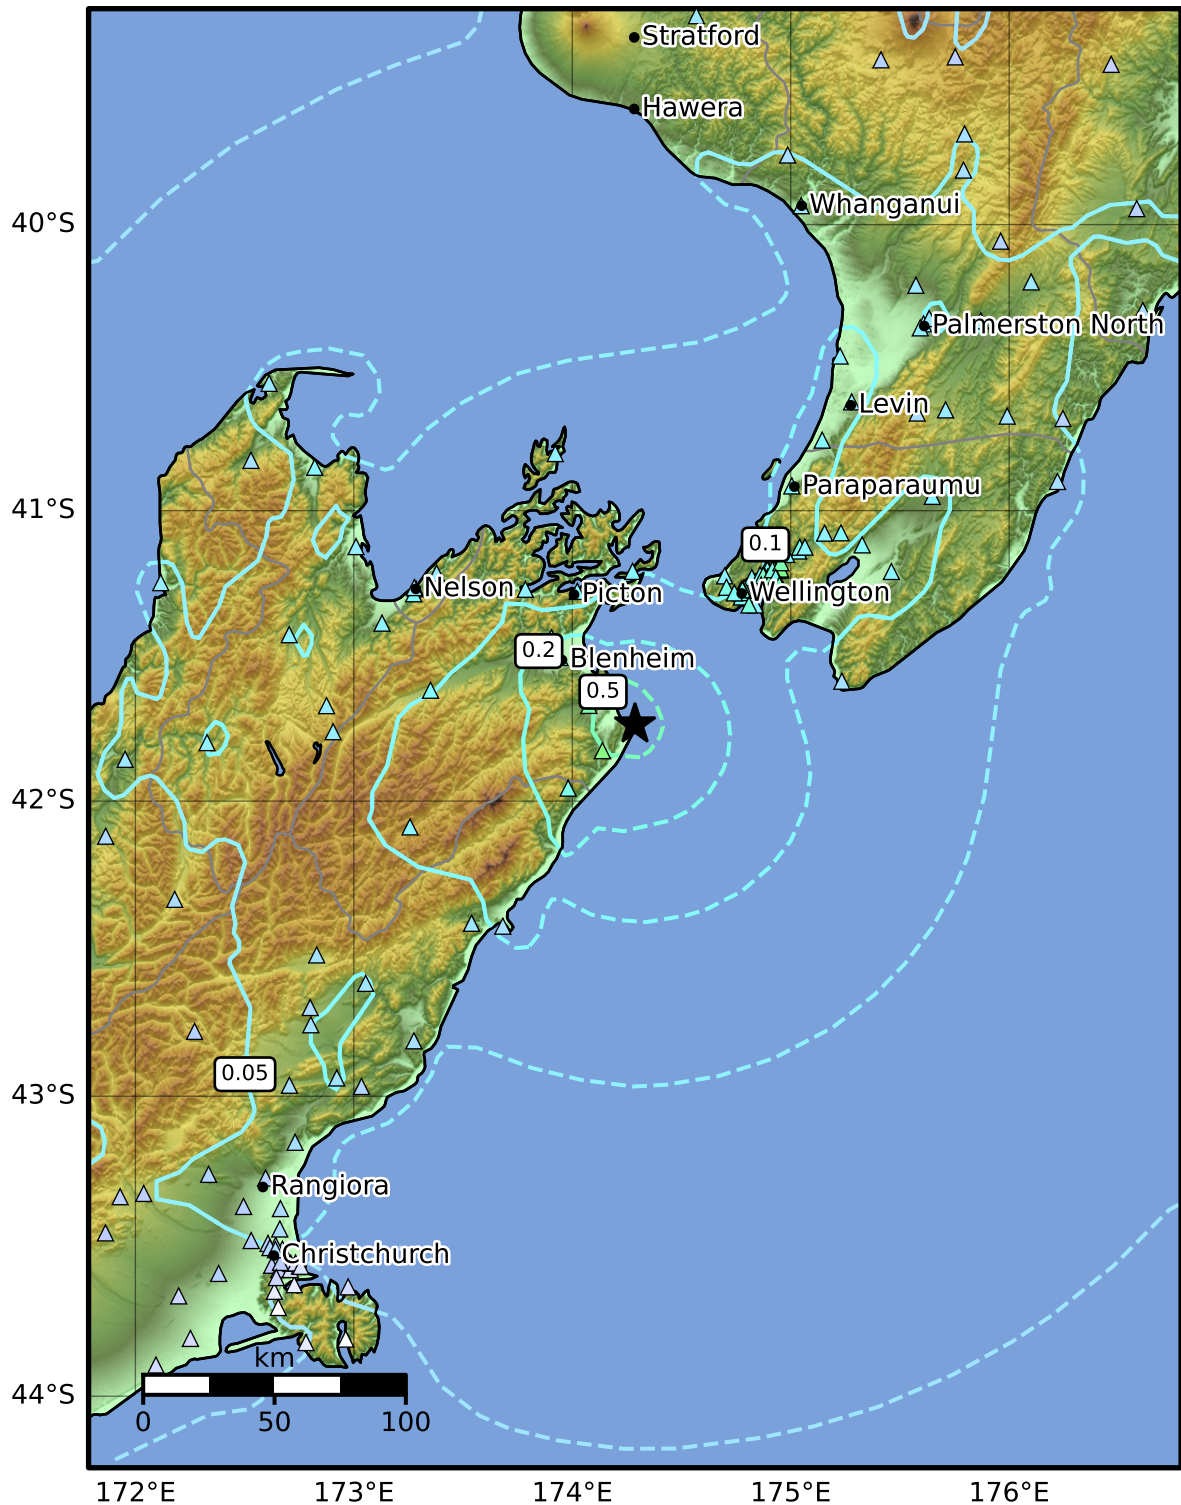 Stratford
Hawera
Whanganui
40°S
Palmerston North
Levin
Paraparaumu
41°S
0.1
Nelson
Picton
Wellington
0.2
Blenheim
0.5
42°S
0.05
43°S
Rangiora
Christchurch
km
44°S
0 50 100
172°E 173°E 174°E 175°E 176°E